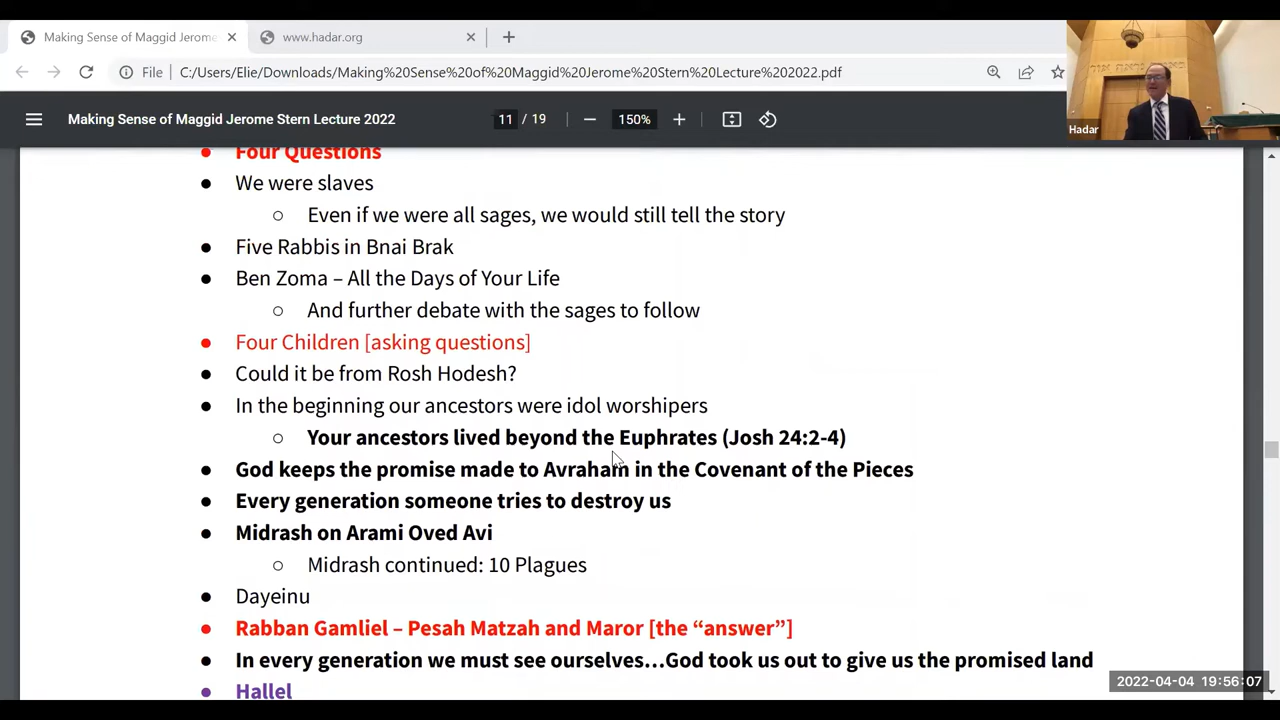 Making Sense of Maggid Jerome
www.hadar.org
File
C:/Users/Elie/Downloads/Making%20Sense%20of%20Maggid%20Jerome%20Stern%20Lecture%202022.pdf
Making Sense of Maggid Jerome Stern Lecture 2022
11 / 19
150%
Hadar
• Four Questions
• We were slaves
○ Even if we were all sages, we would still tell the story
• Five Rabbis in Bnai Brak
• Ben Zoma – All the Days of Your Life
○ And further debate with the sages to follow
• Four Children [asking questions]
• Could it be from Rosh Hodesh?
• In the beginning our ancestors were idol worshipers
○ Your ancestors lived beyond the Euphrates (Josh 24:2-4)
• God keeps the promise made to Avraham in the Covenant of the Pieces
• Every generation someone tries to destroy us
• Midrash on Arami Oved Avi
○ Midrash continued: 10 Plagues
• Dayeinu
• Rabban Gamliel – Pesah Matzah and Maror [the “answer”]
• In every generation we must see ourselves…God took us out to give us the promised land
• Hallel
2022-04-04 19:56:07